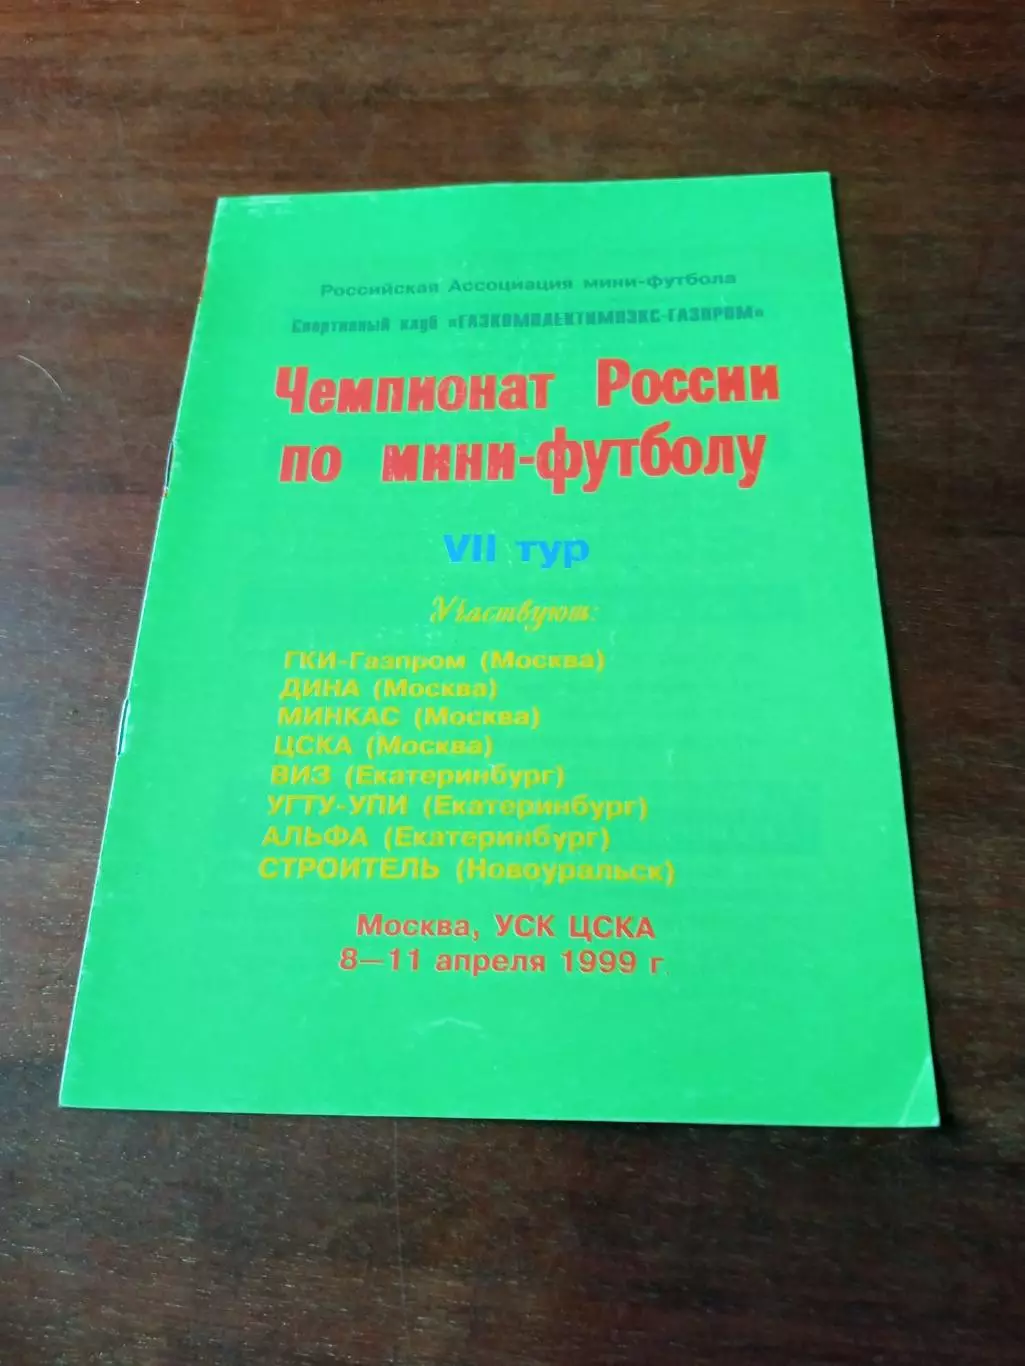 Российская Ассоциация мини-футбола
Спортивный клуб «ГАЗКОМПЛЕКТИМПЭКС-ГАЗПРОМ»
Чемпионат России
по мини-футболу
VII тур
Участвуют:
ГКИ-Газпром (Москва)
ДИНА (Москва)
МИНКАС (Москва)
ЦСКА (Москва)
ВИЗ (Екатеринбург)
УГТУ-УПИ (Екатеринбург)
АЛЬФА (Екатеринбург)
СТРОИТЕЛЬ (Новоуральск)
Москва, УСК ЦСКА
8—11 апреля 1999 г.